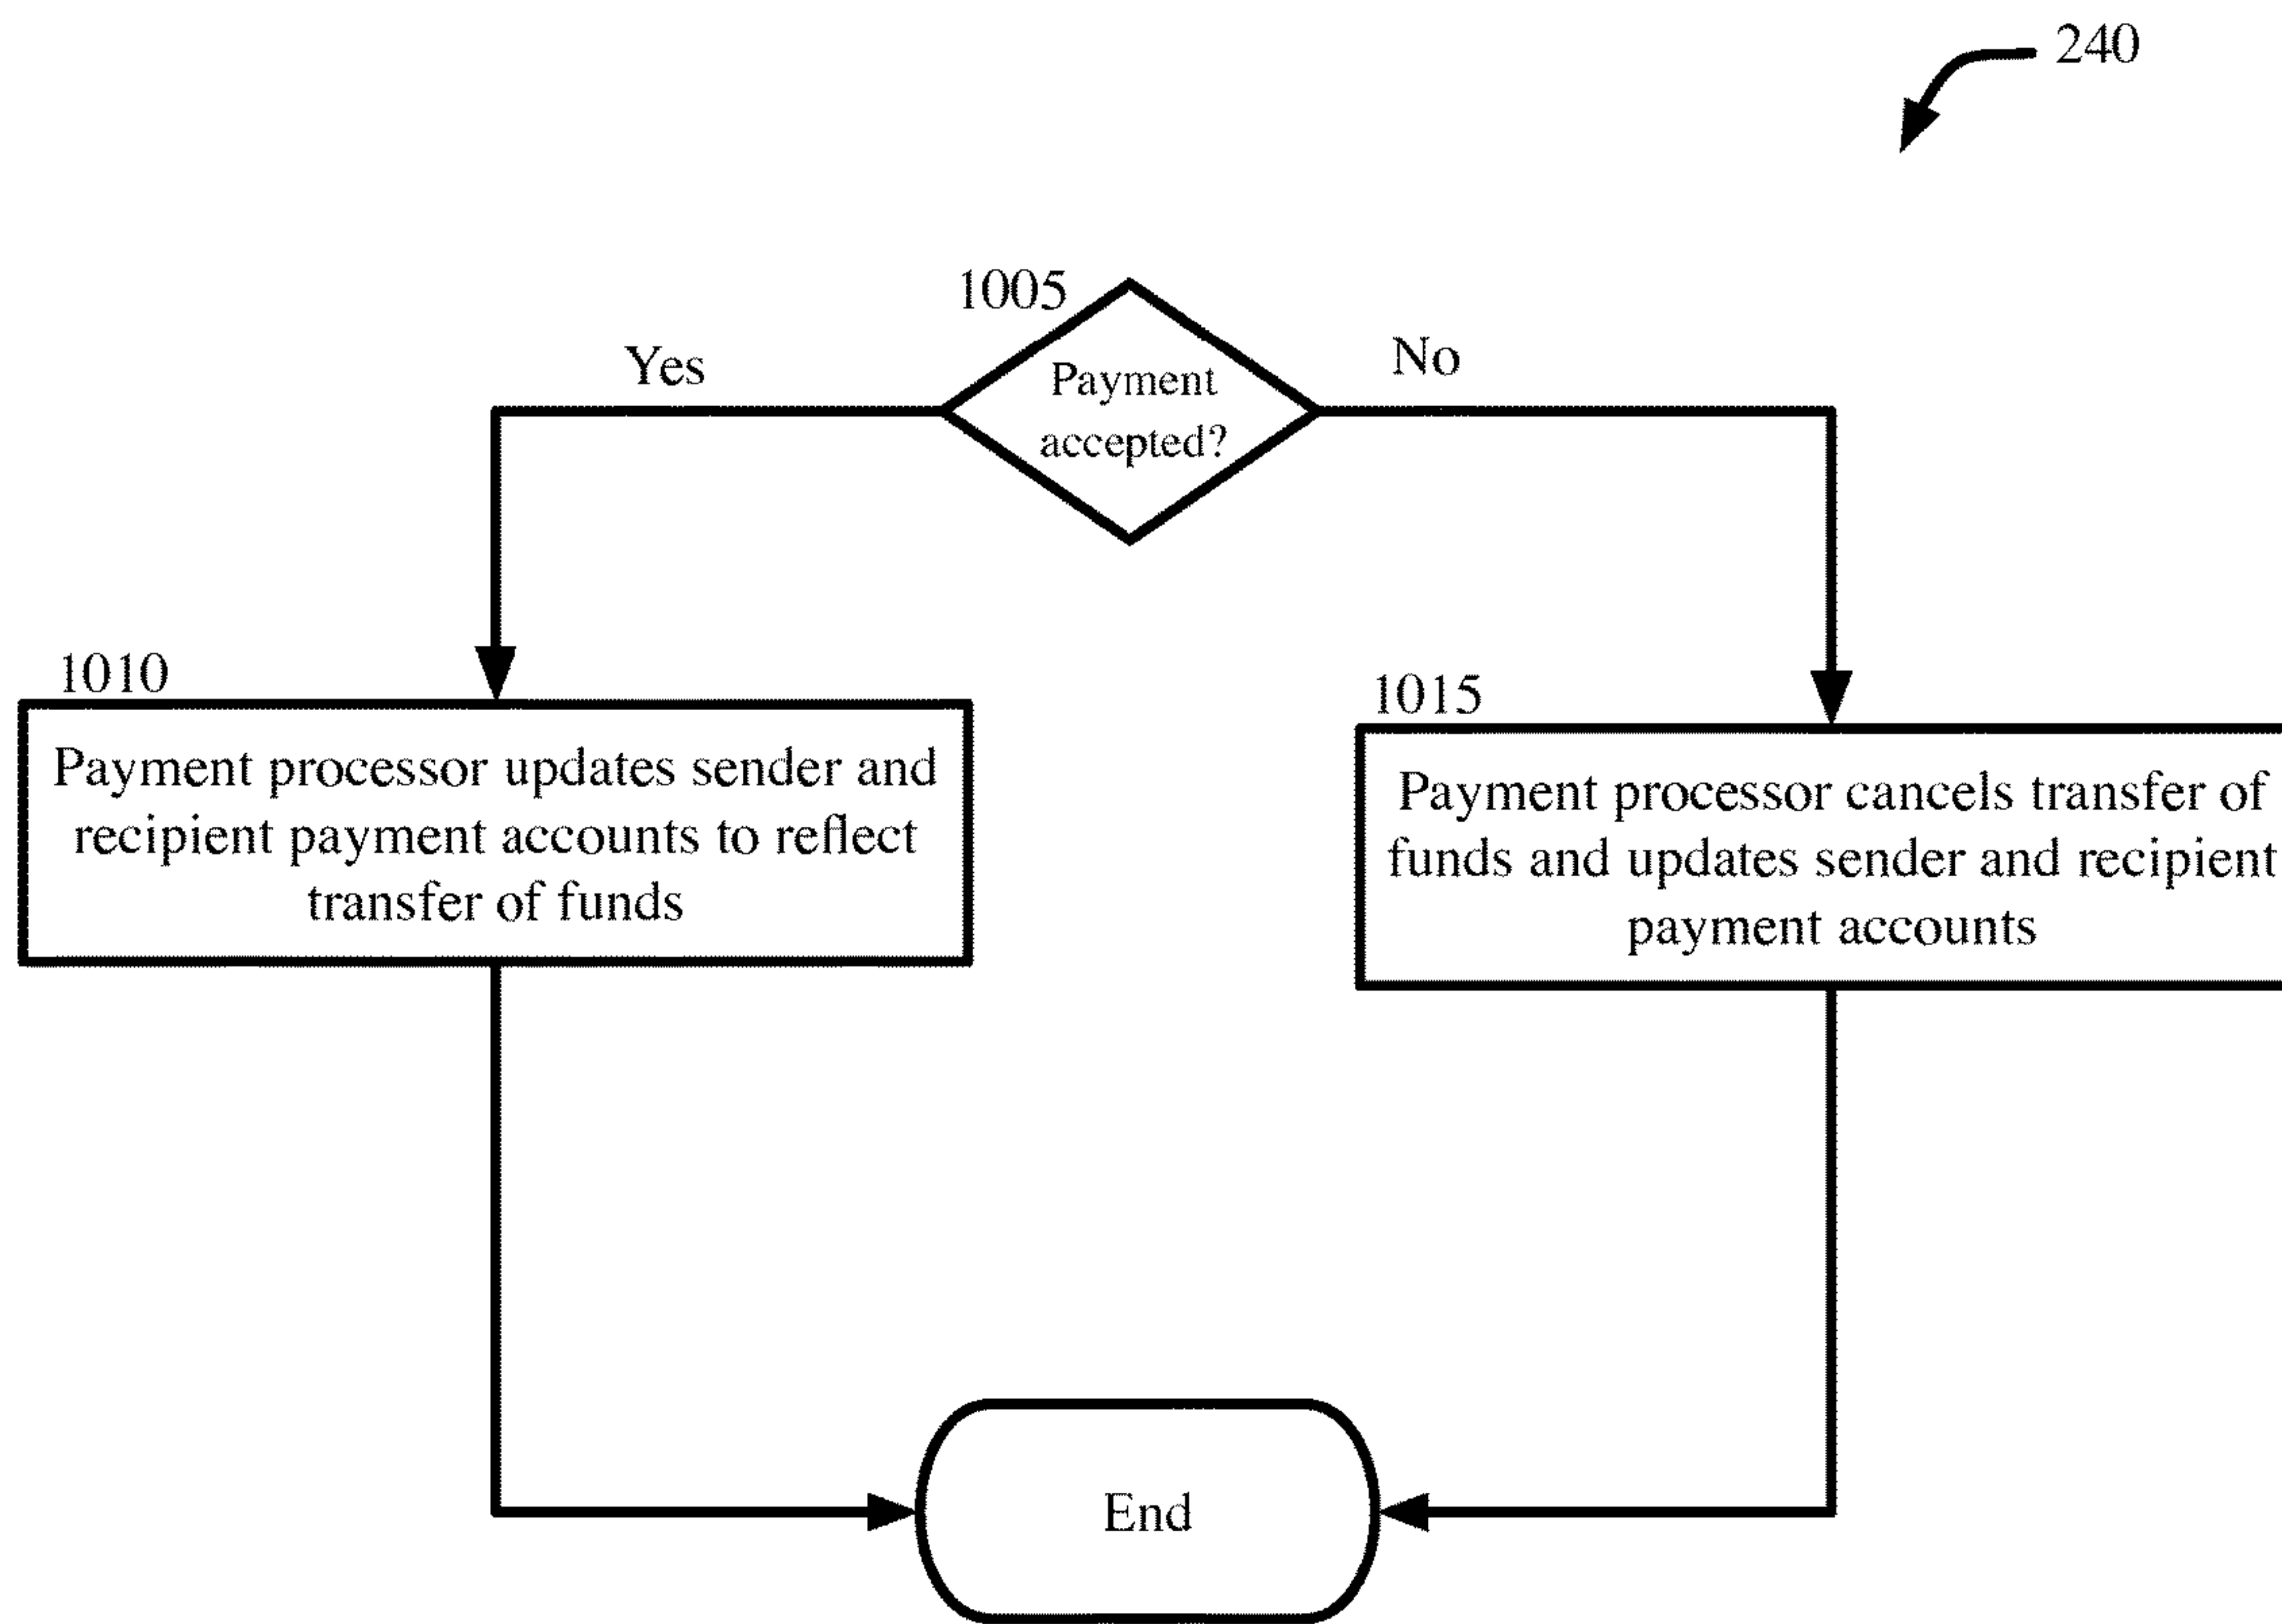 240
1005
Yes
No
Payment
accepted?
1010
Payment processor updates sender and
recipient payment accounts to reflect
transfer of funds
1015
Payment processor cancels transfer of
funds and updates sender and recipient
payment accounts
End